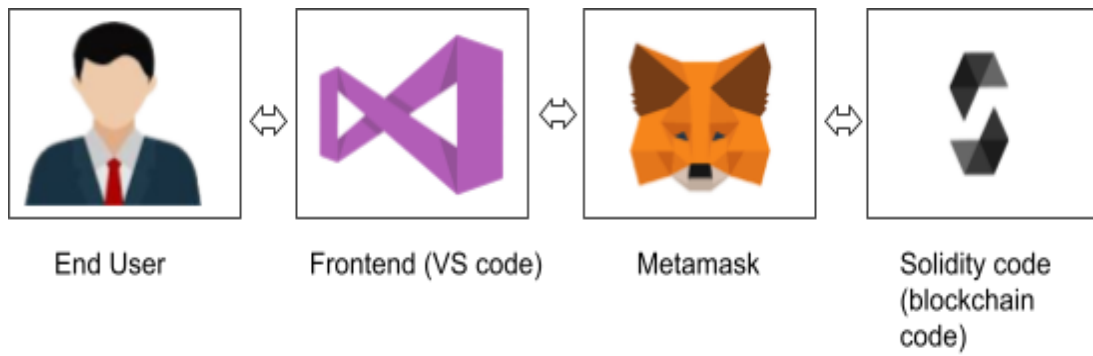 End User
Frontend (VS code)
Metamask
Solidity code
(blockchain
code)